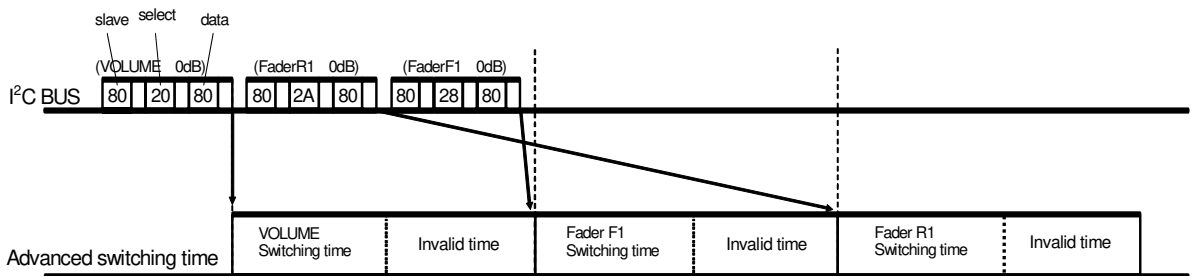 slave select data
(VOLUME 0dB) (FaderR1 0dB) (FaderF1 0dB)
I²C BUS 80 20 80 80 2A 80 80 28 80
VOLUME
Switching time
Invalid time
Fader F1
Switching time
Invalid time
Fader R1
Switching time
Invalid time
Advanced switching time